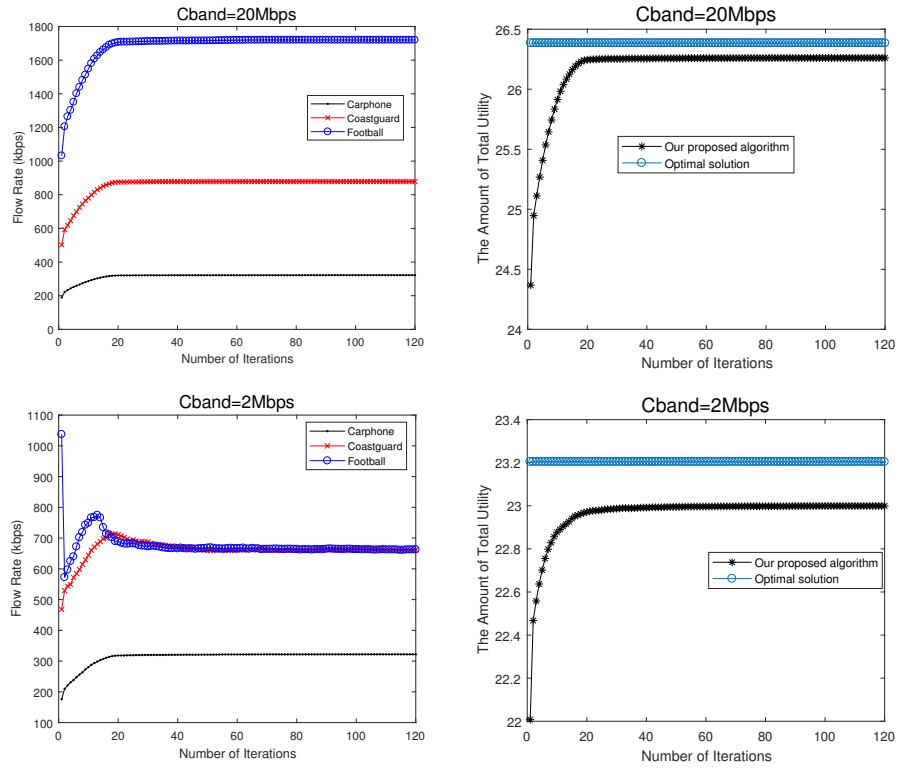 Cband=20Mbps
Flow Rate (kbps)
1800
1600
1400
1200
1000
800
600
400
200
0
Carphone
Coastguard
Football
0 20 40 60 80 100 120
Number of Iterations
Cband=20Mbps
The Amount of Total Utility
26.5
26
25.5
25
24.5
24
Our proposed algorithm
Optimal solution
0 20 40 60 80 100 120
Number of Iterations
Cband=2Mbps
Flow Rate (kbps)
1100
1000
900
800
700
600
500
400
300
200
100
Carphone
Coastguard
Football
0 20 40 60 80 100 120
Number of Iterations
Cband=2Mbps
The Amount of Total Utility
23.4
23.2
23
22.8
22.6
22.4
22.2
22
Our proposed algorithm
Optimal solution
0 20 40 60 80 100 120
Number of Iterations